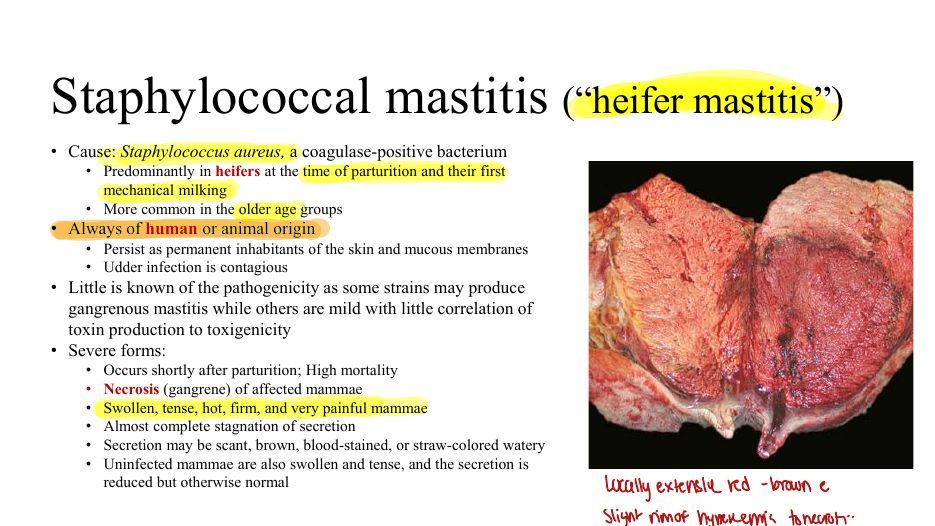 Staphylococcal mastitis (“heifer mastitis”)
• Cause: Staphylococcus aureus, a coagulase-positive bacterium
• Predominantly in heifers at the time of parturition and their first
mechanical milking
• More common in the older age groups
• Always of human or animal origin
• Persist as permanent inhabitants of the skin and mucous membranes
• Udder infection is contagious
• Little is known of the pathogenicity as some strains may produce
gangrenous mastitis while others are mild with little correlation of
toxin production to toxigenicity
• Severe forms:
• Occurs shortly after parturition; High mortality
• Necrosis (gangrene) of affected mammae
• Swollen, tense, hot, firm, and very painful mammae
• Almost complete stagnation of secretion
• Secretion may be scant, brown, blood-stained, or straw-colored watery
• Uninfected mammae are also swollen and tense, and the secretion is
reduced but otherwise normal
locally extensive red - brown
slight rim of